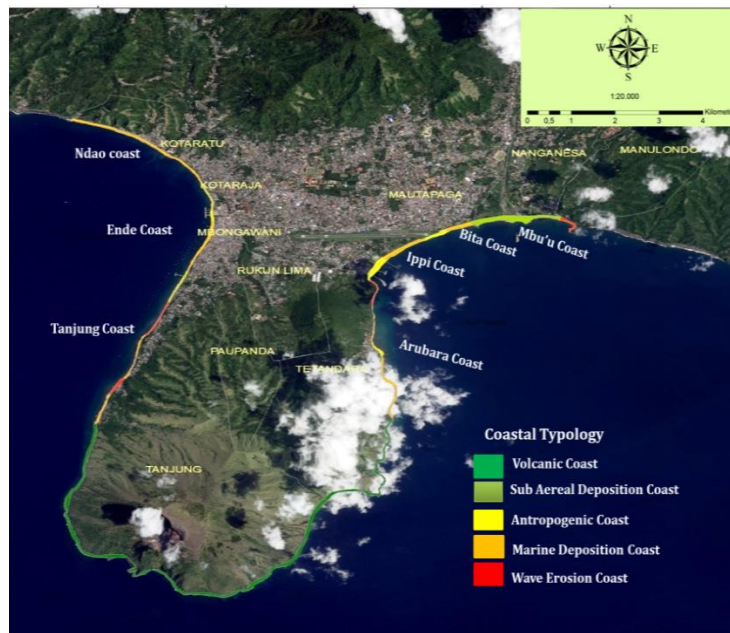 N
W E
S
1:20.000
Kilometer
0 0,5 1 2 3 4
KOTARATU
Ndao coast
NANGANESA
MANULONDO
KOTARAJA
MAUTAPAGA
Ende Coast
MBONGAWANI
Bita Coast
Mbu'u Coast
Ippi Coast
RUKUN LIMA
Tanjung Coast
PAUPANDA
Arubara Coast
TANJUNG
Coastal Typology
Volcanic Coast
Sub Aereal Deposition Coast
Antropogenic Coast
Marine Deposition Coast
Wave Erosion Coast